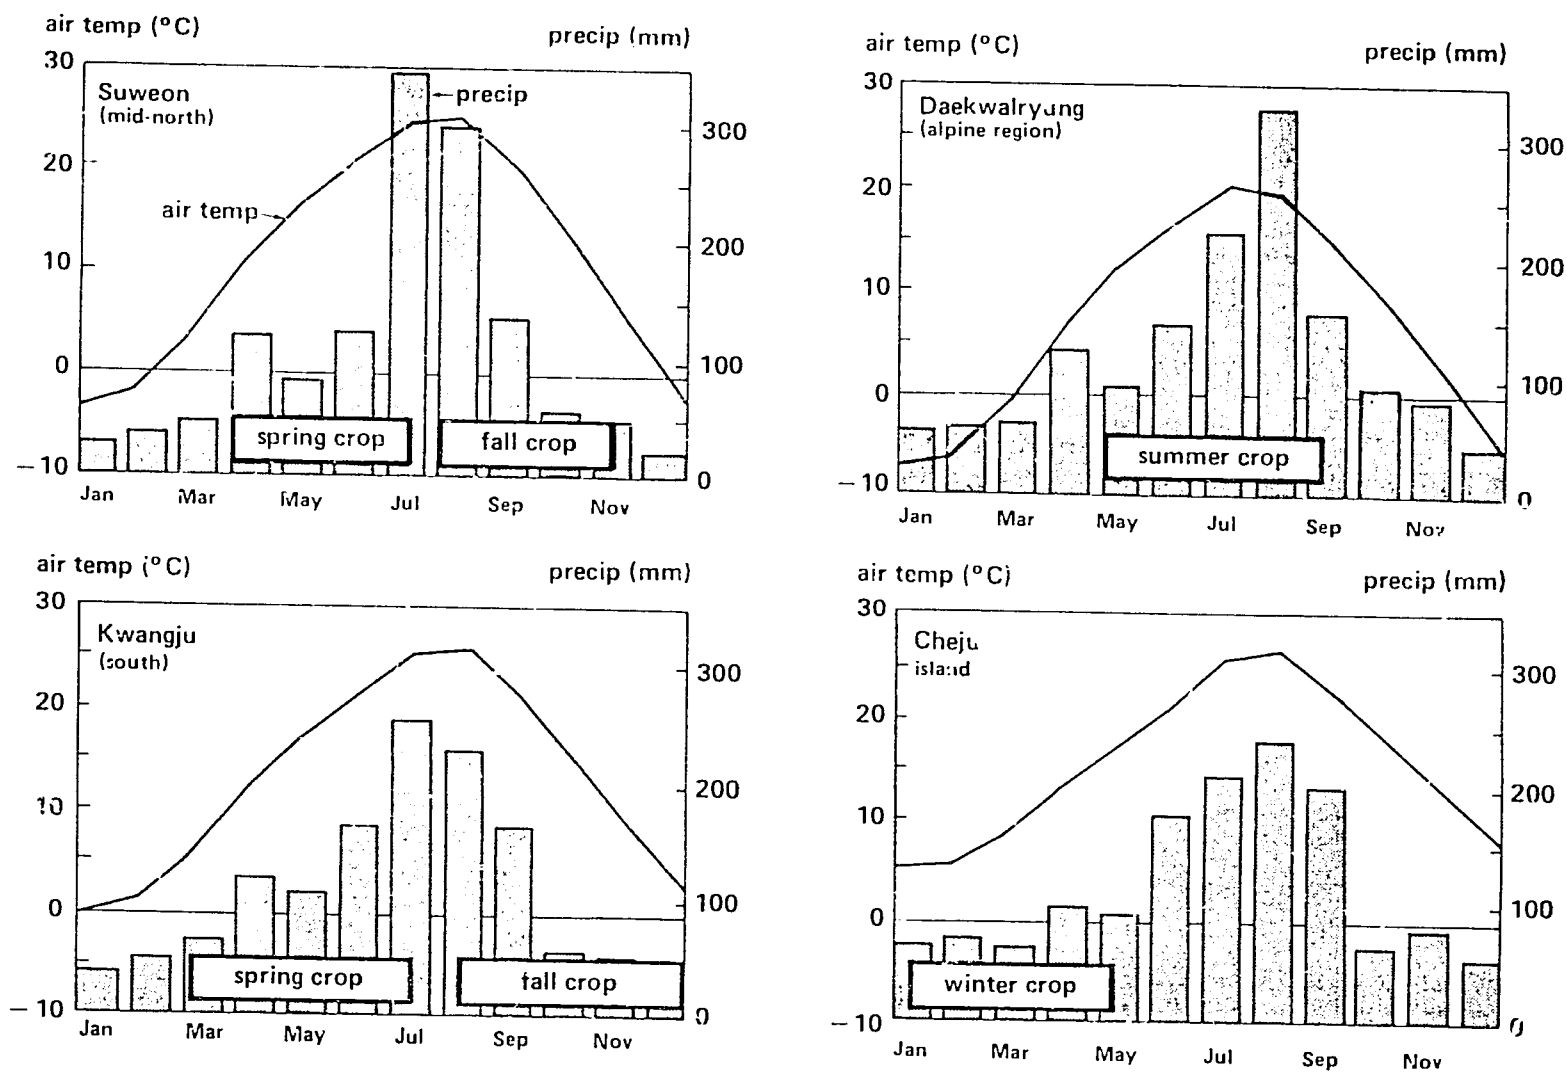 air temp (°C)
precip (mm)
30
20
10
0
−10
300
200
100
0
Suweon
(mid-north)
precip
air temp
spring crop
fall crop
Jan Mar May Jul Sep Nov
air temp (°C)
precip (mm)
30
20
10
0
−10
300
200
100
0
Daekwalryung
(alpine region)
summer crop
Jan Mar May Jul Sep Nov
air temp (°C)
precip (mm)
30
20
10
0
−10
300
200
100
0
Kwangju
(south)
spring crop
fall crop
Jan Mar May Jul Sep Nov
air temp (°C)
precip (mm)
30
20
10
0
−10
300
200
100
0
Cheju
island
winter crop
Jan Mar May Jul Sep Nov